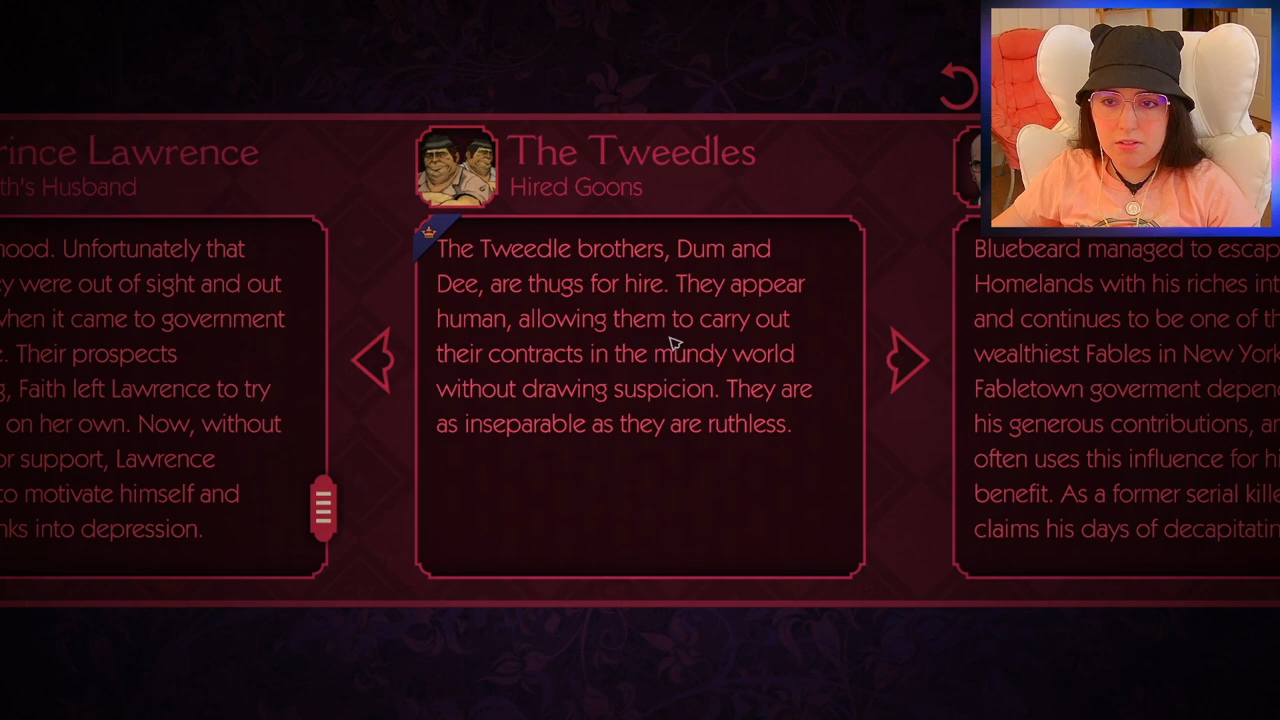 rince Lawrence
th's Husband
nood. Unfortunately that
ey were out of sight and out
when it came to government
. Their prospects
g, Faith left Lawrence to try
on her own. Now, without
or support, Lawrence
to motivate himself and
nks into depression.
The Tweedles
Hired Goons
The Tweedle brothers, Dum and
Dee, are thugs for hire. They appear
human, allowing them to carry out
their contracts in the mundy world
without drawing suspicion. They are
as inseparable as they are ruthless.
Bluebeard managed to escap
Homelands with his riches int
and continues to be one of th
wealthiest Fables in New York
Fabletown goverment depen
his generous contributions, a
often uses this influence for hi
benefit. As a former serial kille
claims his days of decapitatin